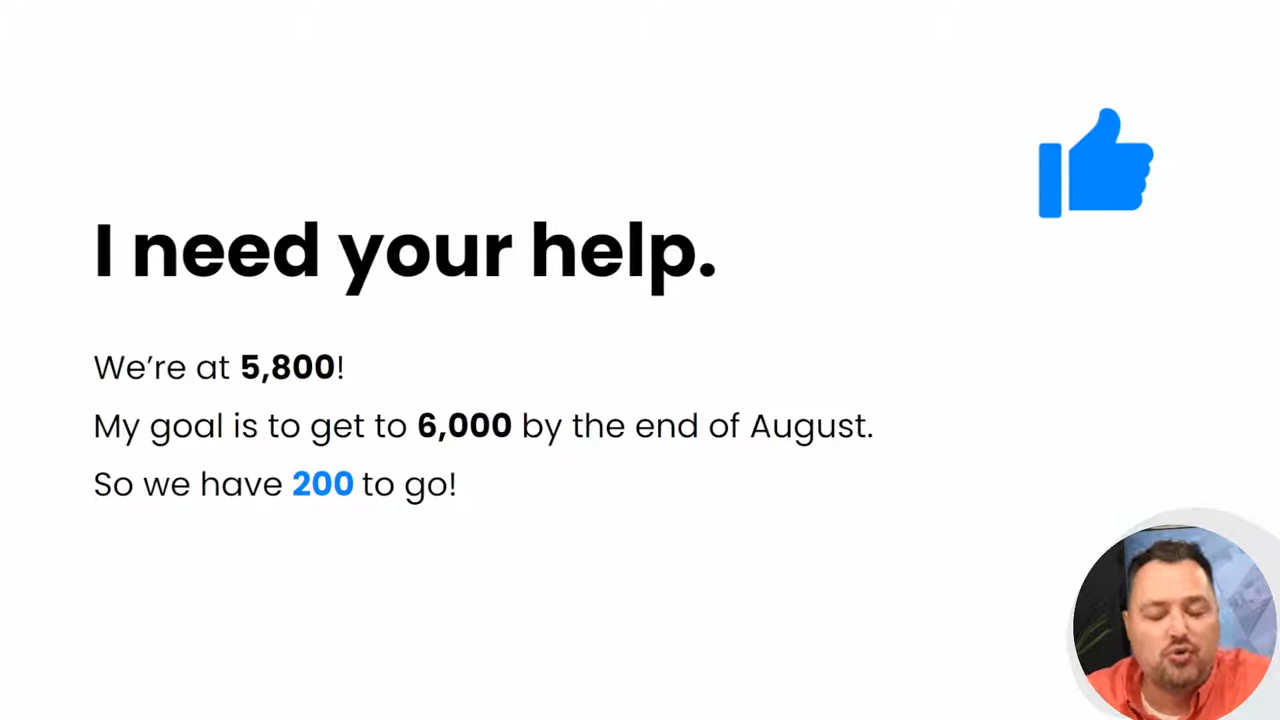 I need your help.
We’re at 5,800!
My goal is to get to 6,000 by the end of August.
So we have 200 to go!